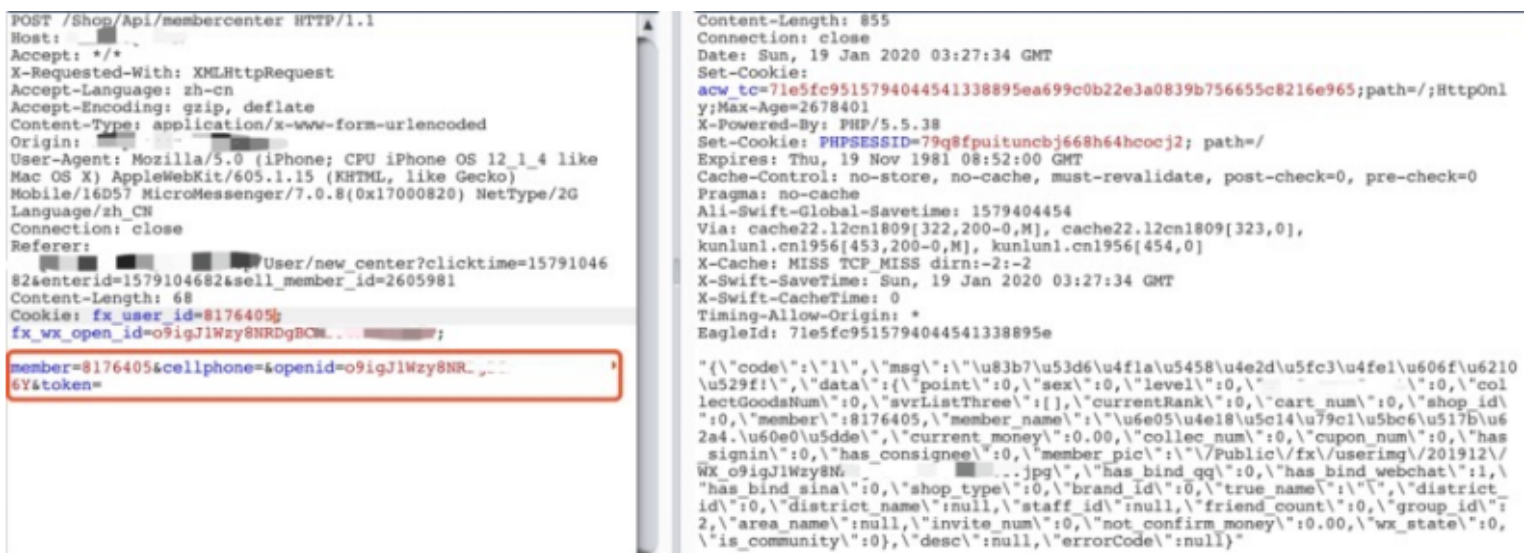 POST /Shop/Api/membercenter HTTP/1.1
Host:
Accept: */*
X-Requested-With: XMLHttpRequest
Accept-Language: zh-cn
Accept-Encoding: gzip, deflate
Content-Type: application/x-www-form-urlencoded
Origin:
User-Agent: Mozilla/5.0 (iPhone; CPU iPhone OS 12_1_4 like
Mac OS X) AppleWebKit/605.1.15 (KHTML, like Gecko)
Mobile/16D57 MicroMessenger/7.0.8(0x17000820) NetType/2G
Language/zh_CN
Connection: close
Referer:
User/new_center?clicktime=15791046
82&enterid=1579104682&sell_member_id=2605981
Content-Length: 68
Cookie: fx_user_id=8176405;
fx_wx_open_id=o9igJ1Wzy8NRDgBC
member=8176405&cellphone=&openid=o9igJ1Wzy8NR
6Y&token=
Content-Length: 855
Connection: close
Date: Sun, 19 Jan 2020 03:27:34 GMT
Set-Cookie:
acw_tc=71e5fc9515794044541338895ea699c0b22e3a0839b756655c8216e965;path=/;HttpOnl
y;Max-Age=2678401
X-Powered-By: PHP/5.5.38
Set-Cookie: PHPSESSID=79q8fpuituncbj668h64hcocj2; path=/
Expires: Thu, 19 Nov 1981 08:52:00 GMT
Cache-Control: no-store, no-cache, must-revalidate, post-check=0, pre-check=0
Pragma: no-cache
Ali-Swift-Global-Savetime: 1579404454
Via: cache22.l2cn1809[322,200-0,M], cache22.l2cn1809[323,0],
kunlun1.cn1956[453,200-0,M], kunlun1.cn1956[454,0]
X-Cache: MISS TCP_MISS dirn:-2:-2
X-Swift-SaveTime: Sun, 19 Jan 2020 03:27:34 GMT
X-Swift-CacheTime: 0
Timing-Allow-Origin: *
EagleId: 71e5fc9515794044541338895e
"{\"code\":\"1\",\"msg\":\"\u83b7\u53d6\u4f1a\u5458\u4e2d\u5fc3\u4fe1\u606f\u6210
\u529f!\",\"data\":{\"point\":0,\"sex\":0,\"level\":0,\" \":0,\"col
lectGoodsNum\":0,\"svrListThree\":[],\"currentRank\":0,\"cart_num\":0,\"shop_id\
":0,\"member\":8176405,\"member_name\":\"\u6e05\u4e18\u5c14\u79c1\u5bc6\u517b\u6
2a4.\u60e0\u5dde\",\"current_money\":0.00,\"collec_num\":0,\"cupon_num\":0,\"has
_signin\":0,\"has_consignee\":0,\"member_pic\":\"\/Public\/fx\/userimg\/201912\/
WX_o9igJ1Wzy8N .jpg\",\"has_bind_qq\":0,\"has_bind_webchat\":1,\
"has_bind_sina\":0,\"shop_type\":0,\"brand_id\":0,\"true_name\":\"\",\"district_
id\":0,\"district_name\":null,\"staff_id\":null,\"friend_count\":0,\"group_id\":
2,\"area_name\":null,\"invite_num\":0,\"not_confirm_money\":0.00,\"wx_state\":0,
\"is_community\":0},\"desc\":null,\"errorCode\":null}"